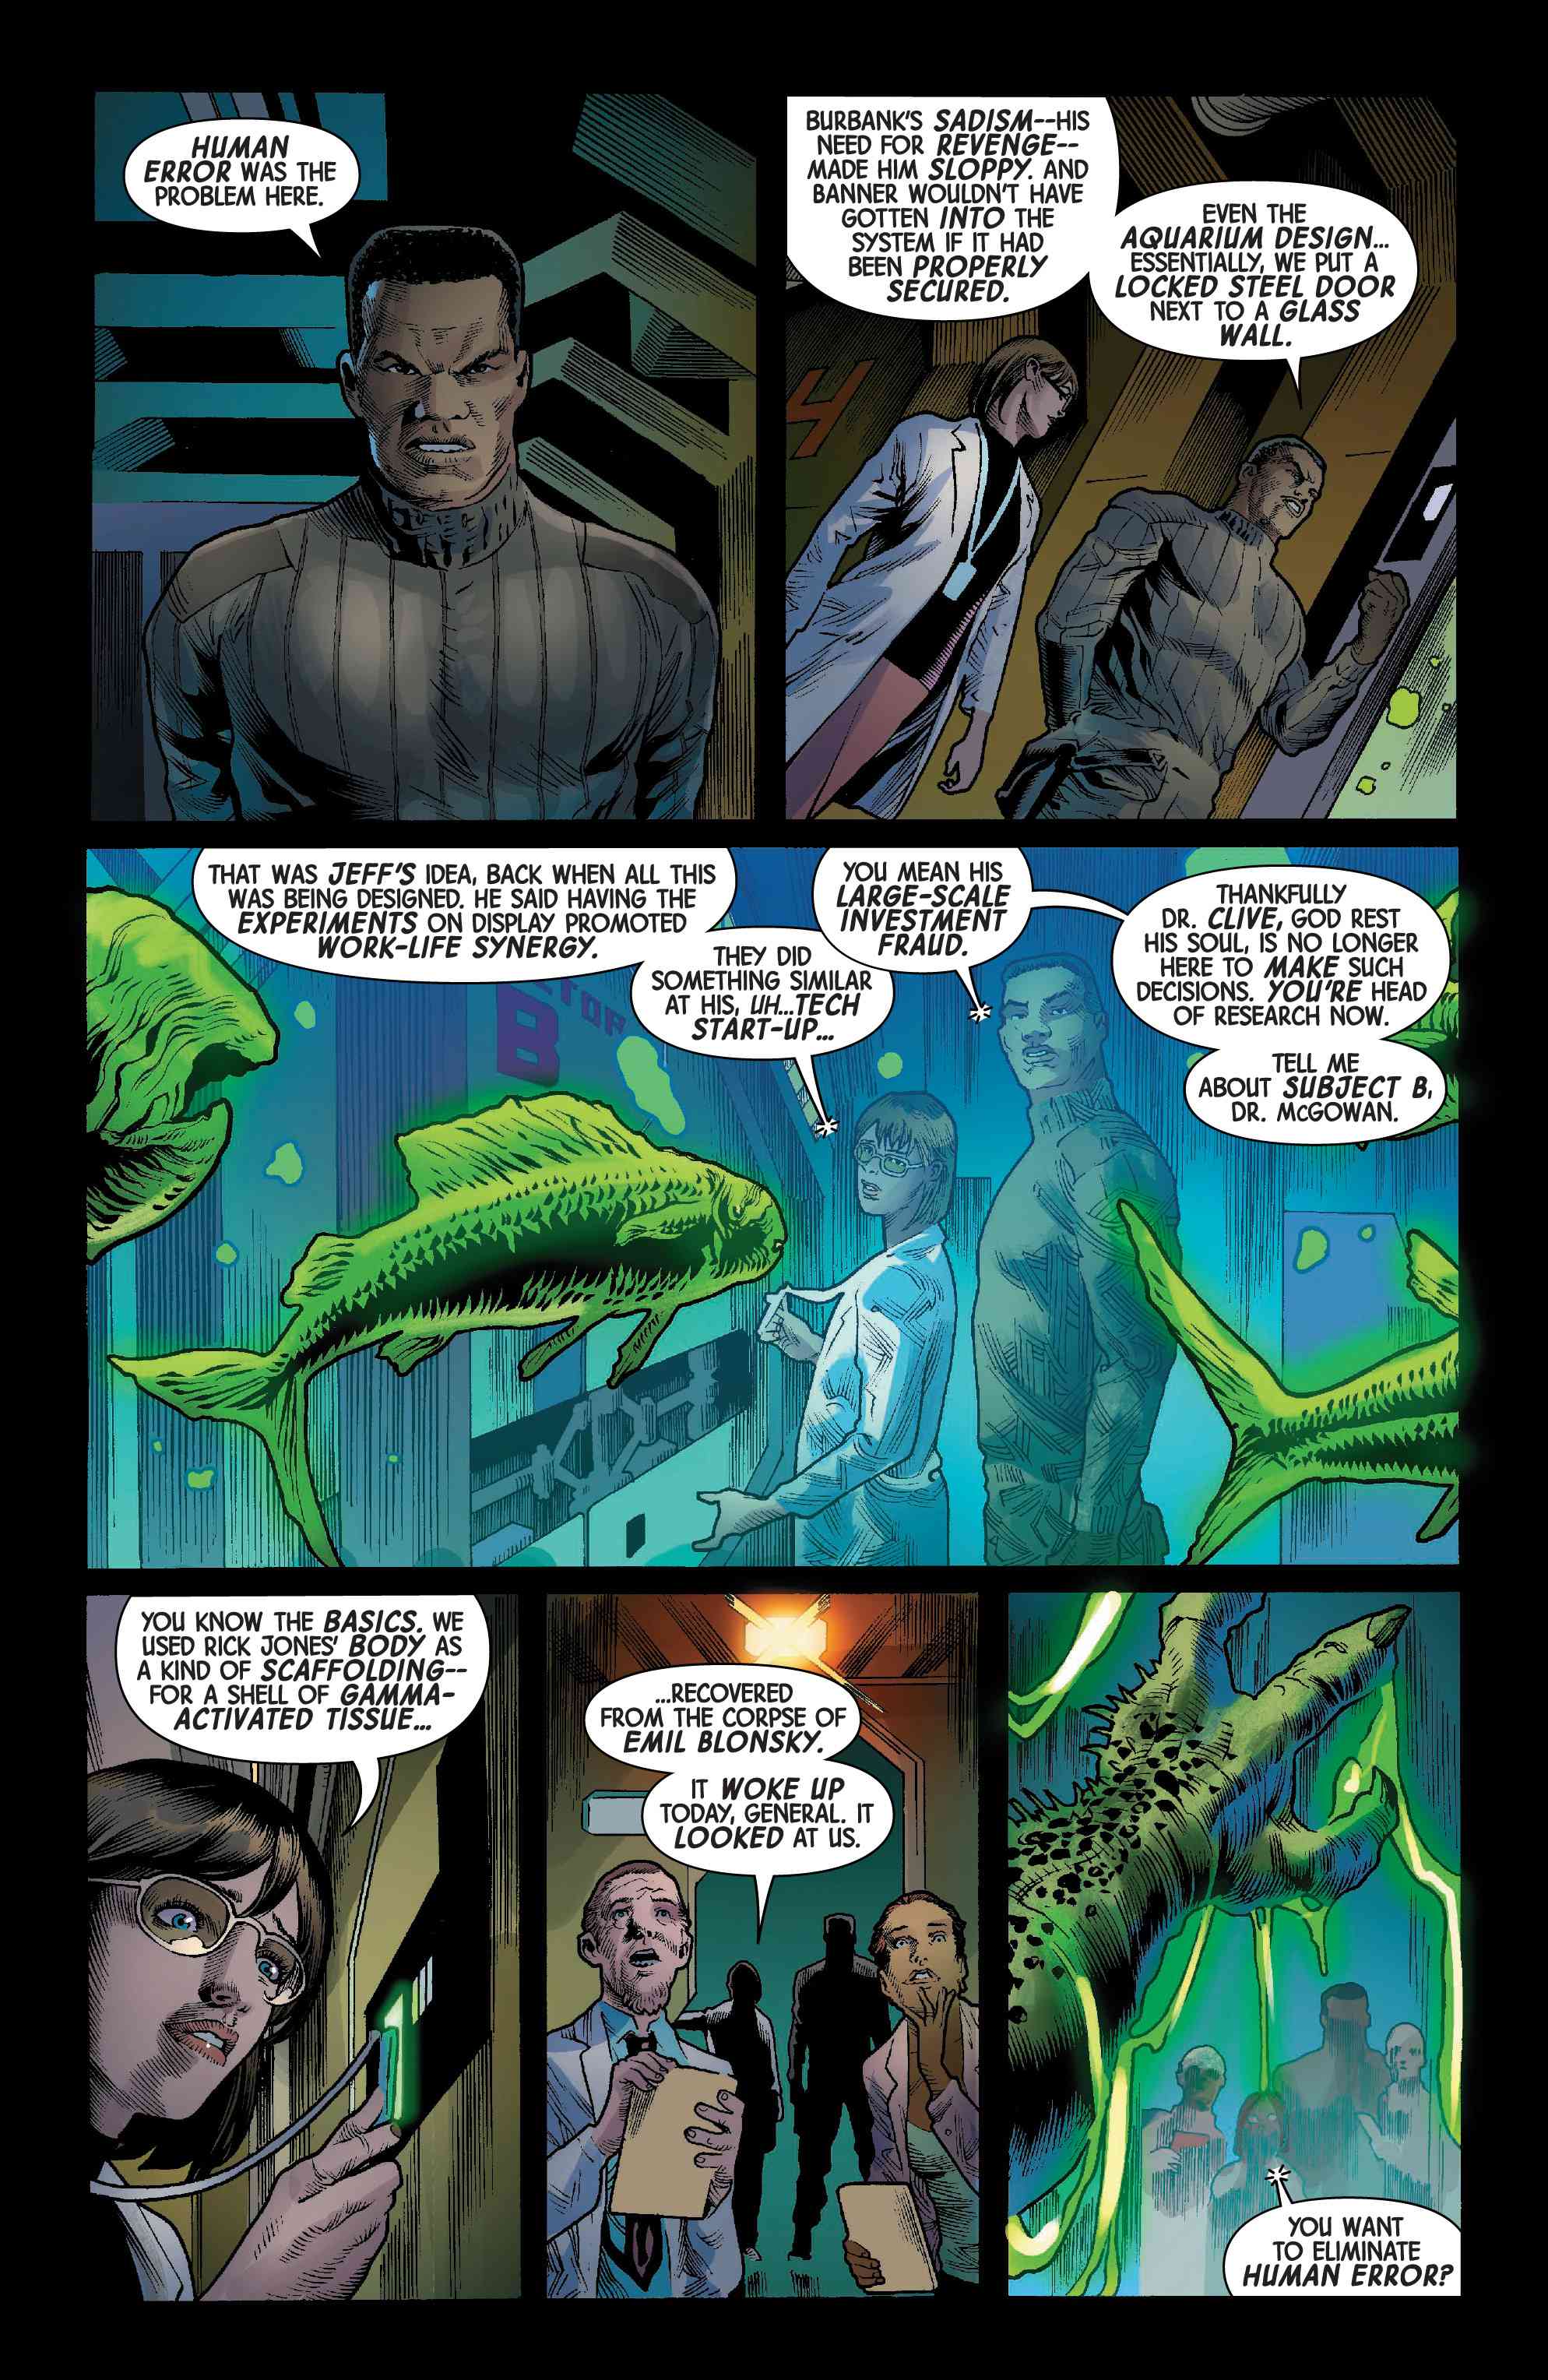 HUMAN
ERROR WAS THE
PROBLEM HERE.
BURBANK'S SADISM--HIS
NEED FOR REVENGE--
MADE HIM SLOPPY. AND
BANNER WOULDN'T HAVE
GOTTEN INTO THE
SYSTEM IF IT HAD
BEEN PROPERLY
SECURED.
EVEN THE
AQUARIUM DESIGN...
ESSENTIALLY, WE PUT A
LOCKED STEEL DOOR
NEXT TO A GLASS
WALL.
4
THAT WAS JEFF'S IDEA, BACK WHEN ALL THIS
WAS BEING DESIGNED. HE SAID HAVING THE
EXPERIMENTS ON DISPLAY PROMOTED
WORK-LIFE SYNERGY.
THEY DID
SOMETHING SIMILAR
AT HIS, UH...TECH
START-UP...
YOU MEAN HIS
LARGE-SCALE
INVESTMENT
FRAUD.
THANKFULLY
DR. CLIVE, GOD REST
HIS SOUL, IS NO LONGER
HERE TO MAKE SUCH
DECISIONS. YOU'RE HEAD
OF RESEARCH NOW.
TELL ME
ABOUT SUBJECT B,
DR. McGOWAN.
B
YOU KNOW THE BASICS. WE
USED RICK JONES' BODY AS
A KIND OF SCAFFOLDING--
FOR A SHELL OF GAMMA-
ACTIVATED TISSUE...
...RECOVERED
FROM THE CORPSE OF
EMIL BLONSKY.
IT WOKE UP
TODAY, GENERAL. IT
LOOKED AT US.
YOU WANT
TO ELIMINATE
HUMAN ERROR?